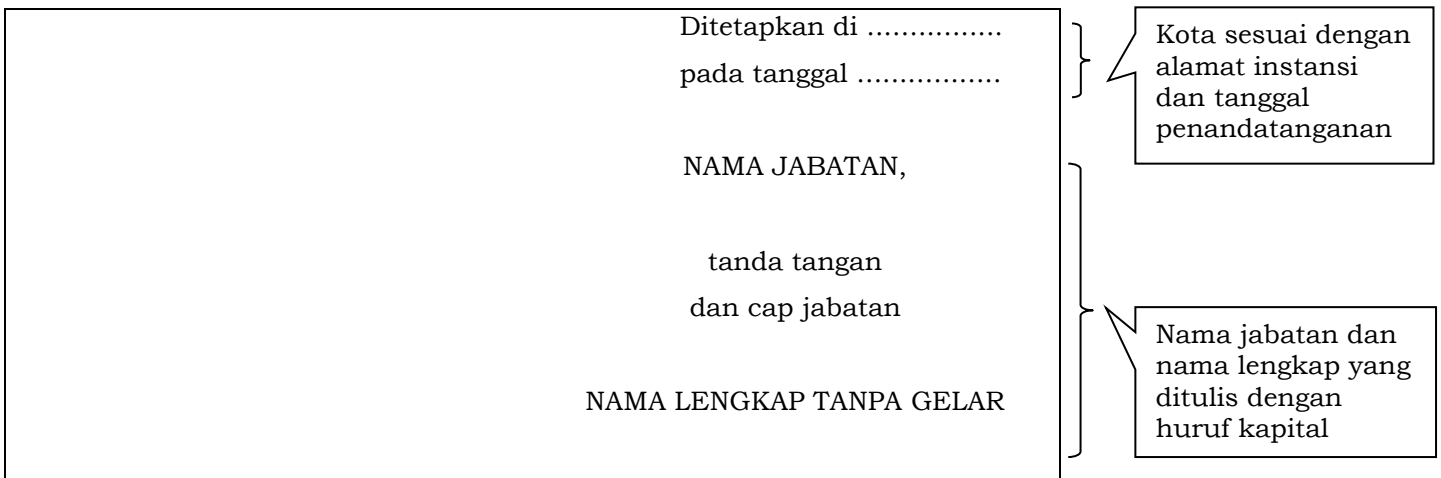 Ditetapkan di ................
pada tanggal .................
Kota sesuai dengan
alamat instansi
dan tanggal
penandatanganan
NAMA JABATAN,
tanda tangan
dan cap jabatan
NAMA LENGKAP TANPA GELAR
Nama jabatan dan
nama lengkap yang
ditulis dengan
huruf kapital